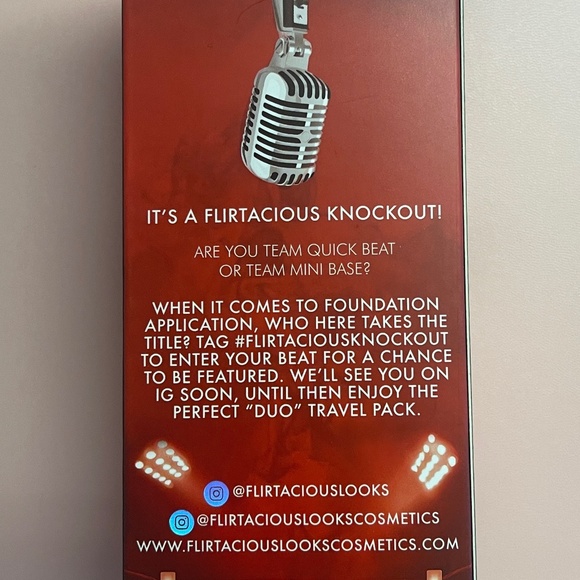 IT'S A FLIRTACIOUS KNOCKOUT!
ARE YOU TEAM QUICK BEAT
OR TEAM MINI BASE?
WHEN IT COMES TO FOUNDATION
APPLICATION, WHO HERE TAKES THE
TITLE? TAG #FLIRTACIOUSKNOCKOUT
TO ENTER YOUR BEAT FOR A CHANCE
TO BE FEATURED. WE'LL SEE YOU ON
IG SOON, UNTIL THEN ENJOY THE
PERFECT “DUO” TRAVEL PACK.
@FLIRTACIOUSLOOKS
@FLIRTACIOUSLOOKSCOSMETICS
WWW.FLIRTACIOUSLOOKSCOSMETICS.COM